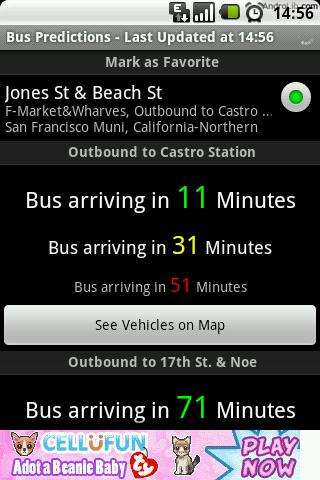 AndroLib.com
E
14:56
Bus Predictions - Last Updated at 14:56
Mark as Favorite
Jones St & Beach St
F-Market&Wharves, Outbound to Castro ...
San Francisco Muni, California-Northern
Outbound to Castro Station
Bus arriving in 11 Minutes
Bus arriving in 31 Minutes
Bus arriving in 51 Minutes
See Vehicles on Map
Outbound to 17th St. & Noe
Bus arriving in 71 Minutes
CELLUFUN
Adopt a Beanie Baby
ty
PLAY
NOW